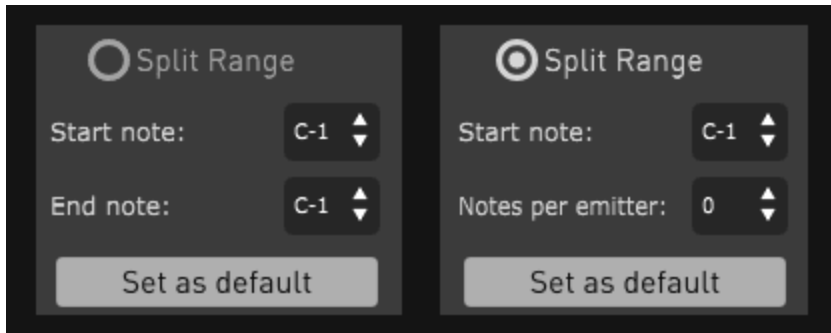 Split Range
Start note: C-1
End note: C-1
Set as default
Split Range
Start note: C-1
Notes per emitter: 0
Set as default